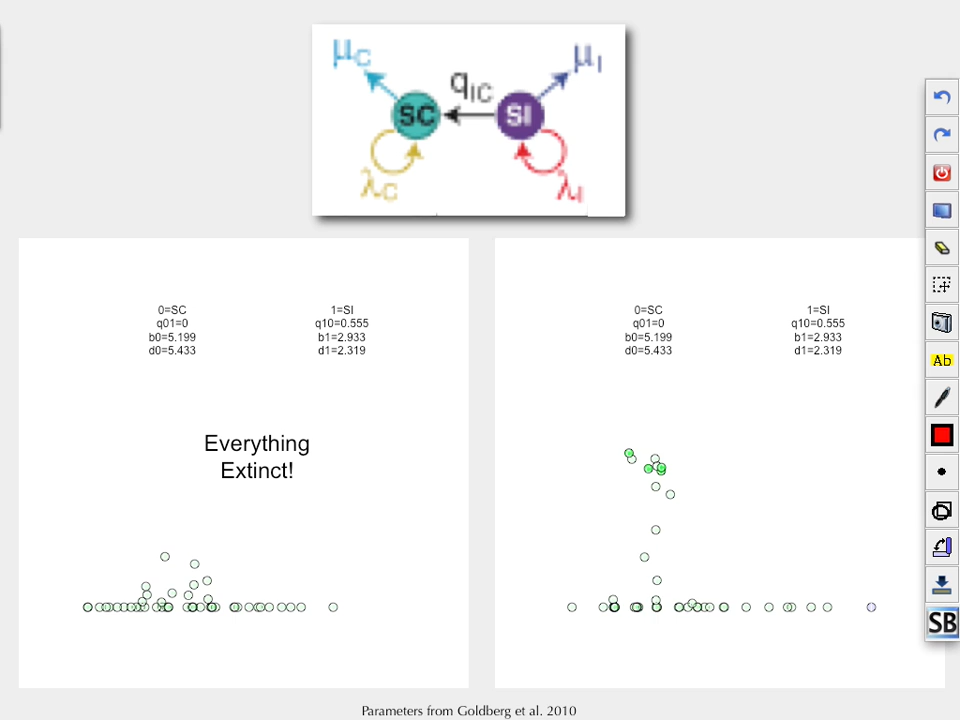 μC
μI
qIC
SC
SI
λC
λI
0=SC
1=SI
q01=0
q10=0.555
b0=5.199
b1=2.933
d0=5.433
d1=2.319
Everything
Extinct!
0=SC
1=SI
q01=0
q10=0.555
b0=5.199
b1=2.933
d0=5.433
d1=2.319
Ab
SB
Parameters from Goldberg et al. 2010